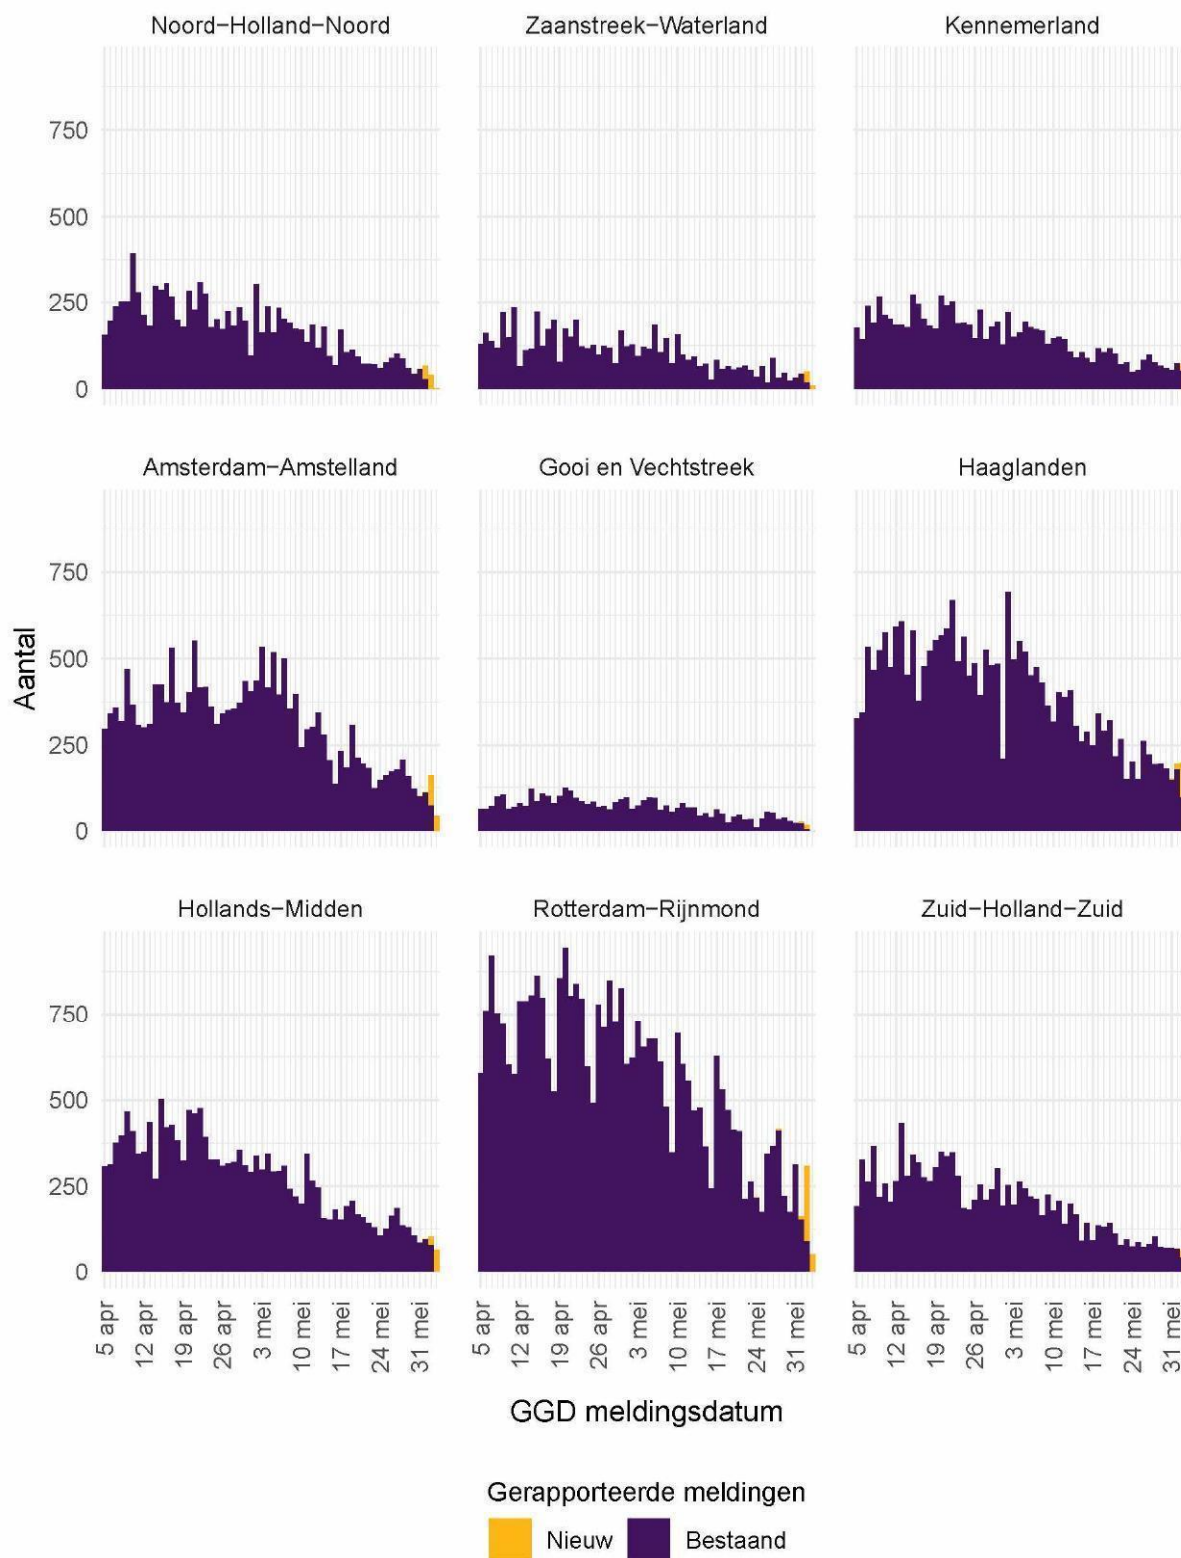 Noord-Holland-Noord
Zaanstreek-Waterland
Kennemerland
750
500
250
0
Amsterdam-Amstelland
Gooi en Vechtstreek
Haaglanden
750
500
250
0
Aantal
Hollands-Midden
Rotterdam-Rijnmond
Zuid-Holland-Zuid
750
500
250
0
5 apr
12 apr
19 apr
26 apr
3 mei
10 mei
17 mei
24 mei
31 mei
5 apr
12 apr
19 apr
26 apr
3 mei
10 mei
17 mei
24 mei
31 mei
5 apr
12 apr
19 apr
26 apr
3 mei
10 mei
17 mei
24 mei
31 mei
GGD meldingsdatum
Gerapporteerde meldingen
Nieuw
Bestaand